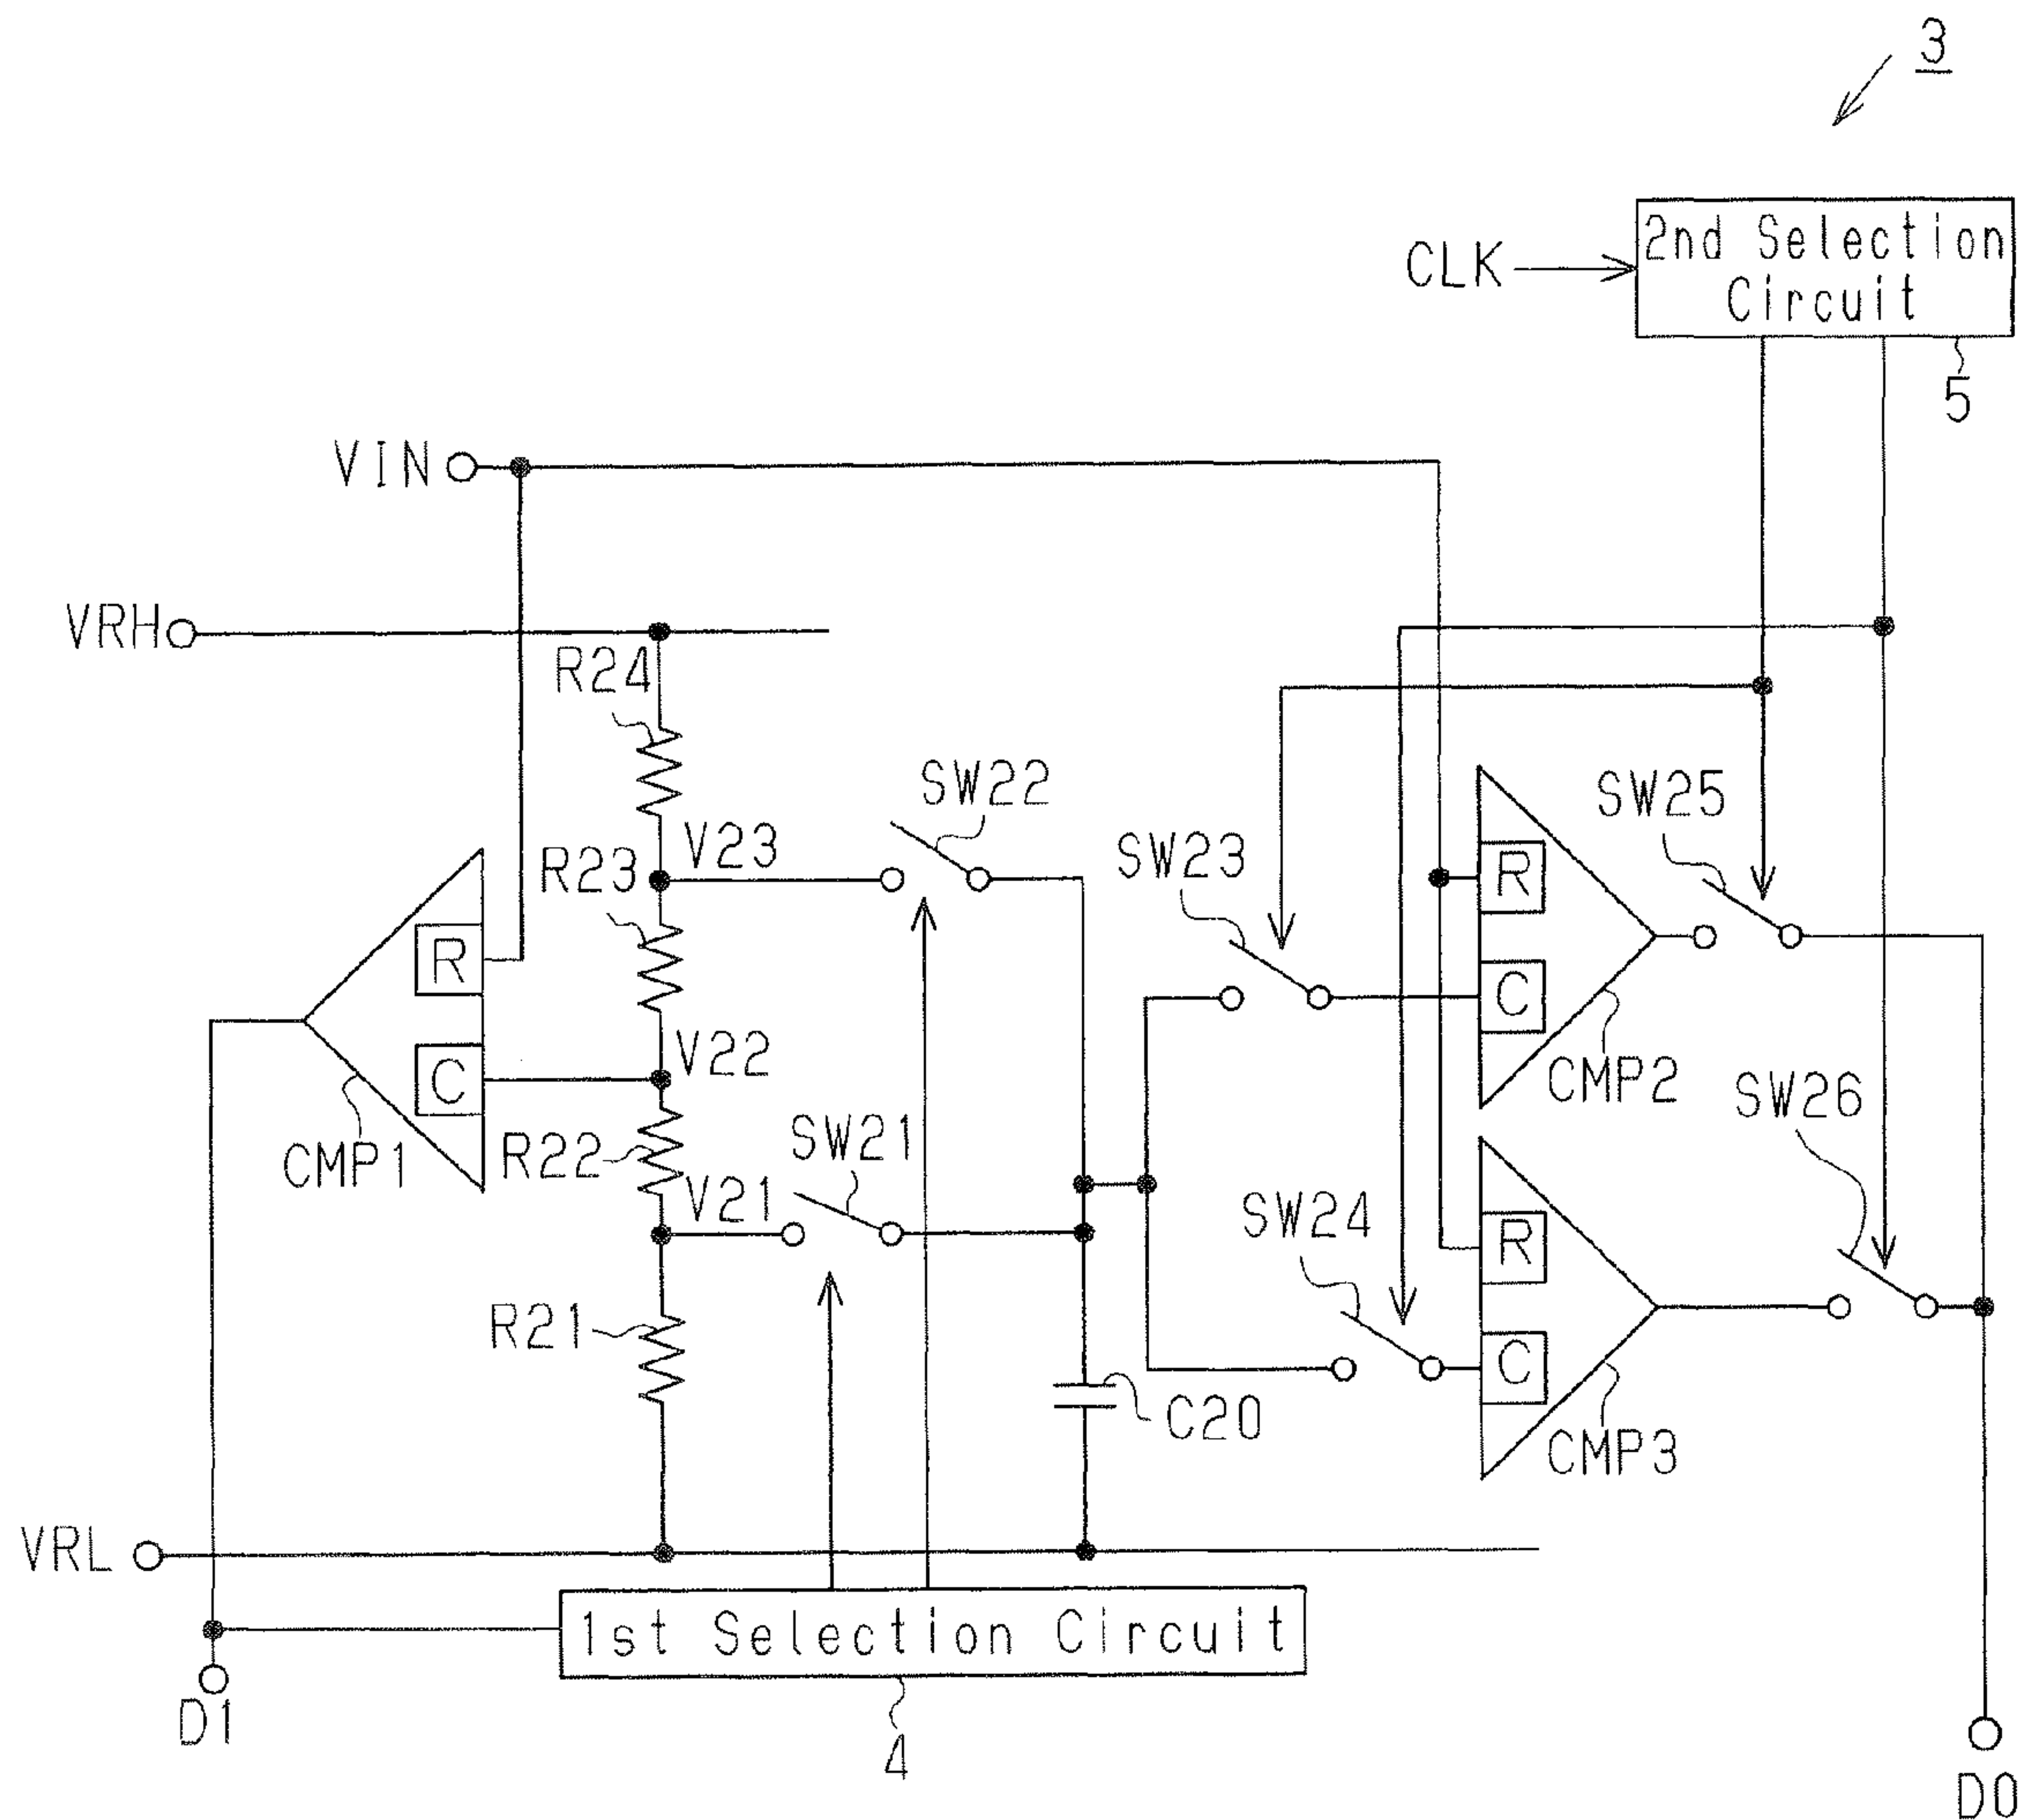 3
2nd Selection
Circuit
CLK
5
VIN
VRH
R24
SW22
SW25
V23
SW23
R23
R
R
C
V22
C
CMP2
SW26
CMP1
R22
SW21
V21
SW24
R
R21
C
C20
CMP3
VRL
1st Selection Circuit
D1
4
D0